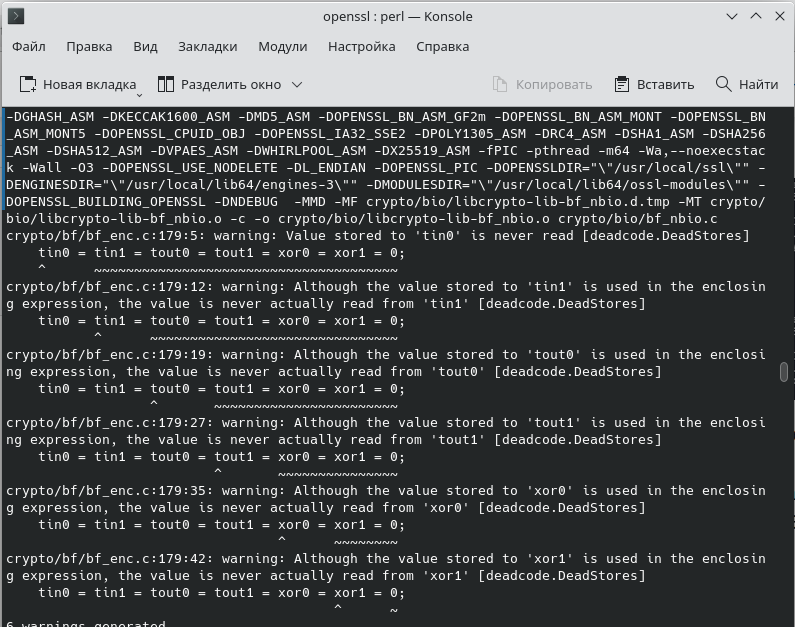 openssl : perl — Konsole
Файл Правка Вид Закладки Модули Настройка Справка
Новая вкладка Разделить окно Копировать Вставить Найти
-DGHASH_ASM -DKECCAK1600_ASM -DMD5_ASM -DOPENSSL_BN_ASM_GF2m -DOPENSSL_BN_ASM_MONT -DOPENSSL_BN
_ASM_MONT5 -DOPENSSL_CPUID_OBJ -DOPENSSL_IA32_SSE2 -DPOLY1305_ASM -DRC4_ASM -DSHA1_ASM -DSHA256
_ASM -DSHA512_ASM -DVPAES_ASM -DWHIRLPOOL_ASM -DX25519_ASM -fPIC -pthread -m64 -Wa,--noexecstac
k -Wall -O3 -DOPENSSL_USE_NODELETE -DL_ENDIAN -DOPENSSL_PIC -DOPENSSLDIR="\"/usr/local/ssl\"" -
DENGINESDIR="\"/usr/local/lib64/engines-3\"" -DMODULESDIR="\"/usr/local/lib64/ossl-modules\"" -
DOPENSSL_BUILDING_OPENSSL -DNDEBUG  -MMD -MF crypto/bio/libcrypto-lib-bf_nbio.d.tmp -MT crypto/
bio/libcrypto-lib-bf_nbio.o -c -o crypto/bio/libcrypto-lib-bf_nbio.o crypto/bio/bf_nbio.c
crypto/bf/bf_enc.c:179:5: warning: Value stored to 'tin0' is never read [deadcode.DeadStores]
    tin0 = tin1 = tout0 = tout1 = xor0 = xor1 = 0;
    ^      ~~~~~~~~~~~~~~~~~~~~~~~~~~~~~~~~~~~~~~
crypto/bf/bf_enc.c:179:12: warning: Although the value stored to 'tin1' is used in the enclosin
g expression, the value is never actually read from 'tin1' [deadcode.DeadStores]
    tin0 = tin1 = tout0 = tout1 = xor0 = xor1 = 0;
           ^      ~~~~~~~~~~~~~~~~~~~~~~~~~~~~~~~
crypto/bf/bf_enc.c:179:19: warning: Although the value stored to 'tout0' is used in the enclosi
ng expression, the value is never actually read from 'tout0' [deadcode.DeadStores]
    tin0 = tin1 = tout0 = tout1 = xor0 = xor1 = 0;
                  ^       ~~~~~~~~~~~~~~~~~~~~~~~
crypto/bf/bf_enc.c:179:27: warning: Although the value stored to 'tout1' is used in the enclosi
ng expression, the value is never actually read from 'tout1' [deadcode.DeadStores]
    tin0 = tin1 = tout0 = tout1 = xor0 = xor1 = 0;
                          ^       ~~~~~~~~~~~~~~~
crypto/bf/bf_enc.c:179:35: warning: Although the value stored to 'xor0' is used in the enclosin
g expression, the value is never actually read from 'xor0' [deadcode.DeadStores]
    tin0 = tin1 = tout0 = tout1 = xor0 = xor1 = 0;
                                  ^      ~~~~~~~~
crypto/bf/bf_enc.c:179:42: warning: Although the value stored to 'xor1' is used in the enclosin
g expression, the value is never actually read from 'xor1' [deadcode.DeadStores]
    tin0 = tin1 = tout0 = tout1 = xor0 = xor1 = 0;
                                         ^      ~
6 warnings generated